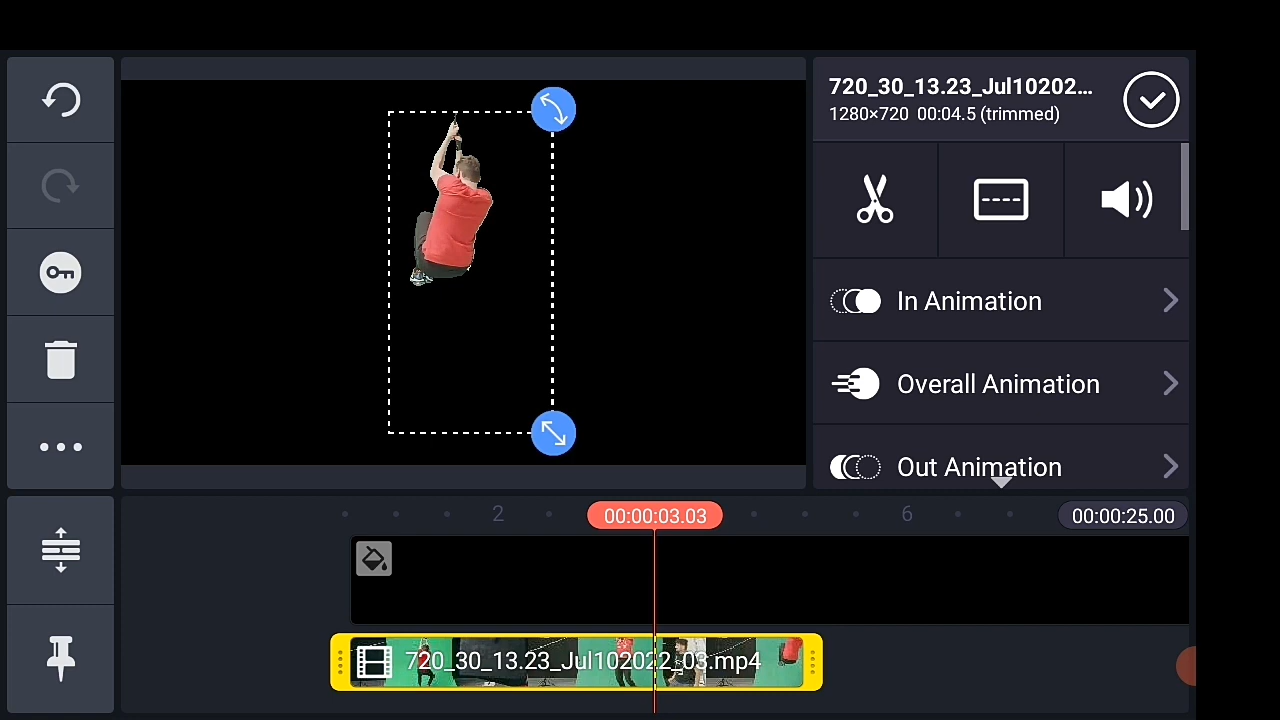 720_30_13.23_Jul102022...
1280×720 00:04.5 (trimmed)
In Animation
Overall Animation
Out Animation
2
00:00:03.03
6
00:00:25.00
720_30_13.23_Jul102022_03.mp4